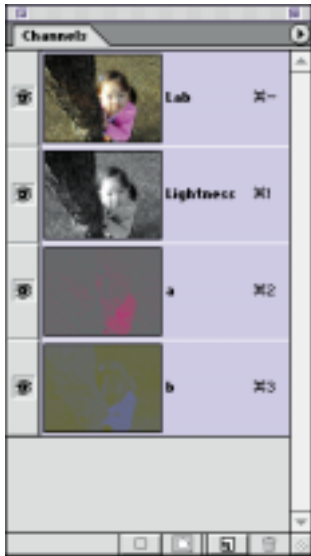 Channels
Lab ⌘~
Lightness ⌘1
a ⌘2
b ⌘3